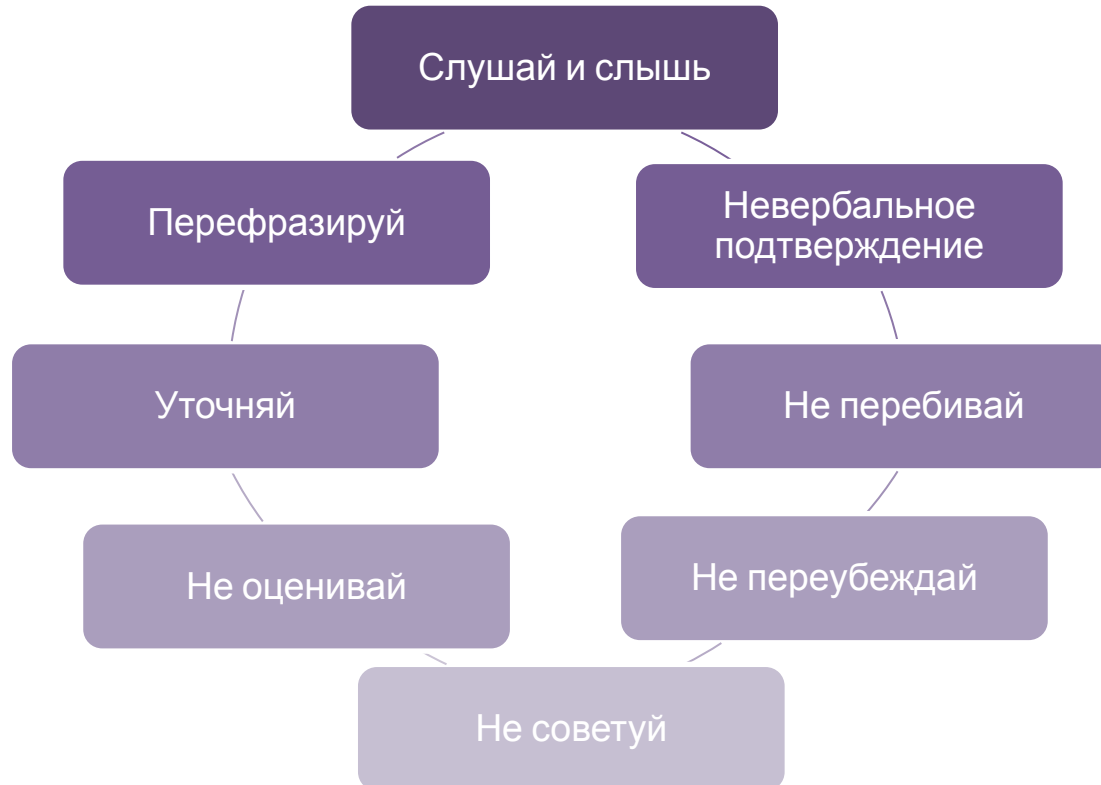 Слушай и слышь
Перефразируй
Невербальное
подтверждение
Уточняй
Не перебивай
Не оценивай
Не переубеждай
Не советуй